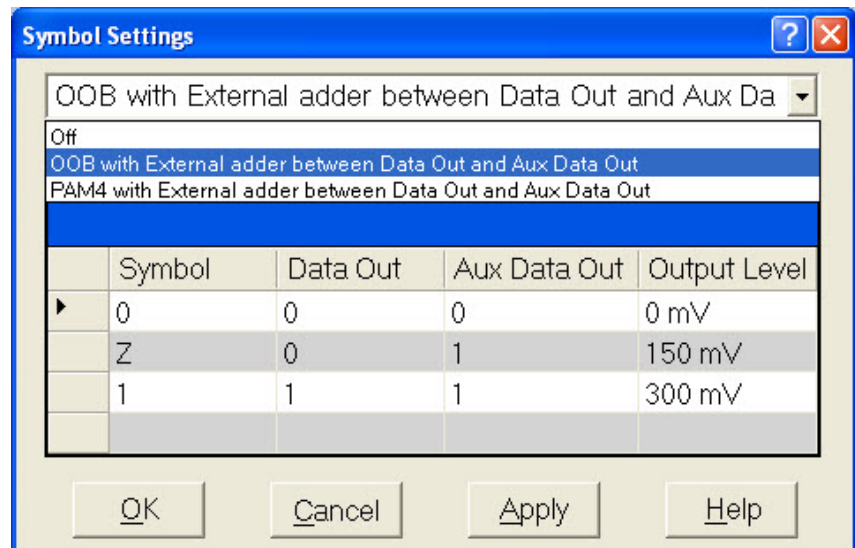 Symbol Settings
OOB with External adder between Data Out and Aux Da
Off
OOB with External adder between Data Out and Aux Data Out
PAM4 with External adder between Data Out and Aux Data Out
Symbol Data Out Aux Data Out Output Level
0 0 0 0 mV
Z 0 1 150 mV
1 1 1 300 mV
OK Cancel Apply Help